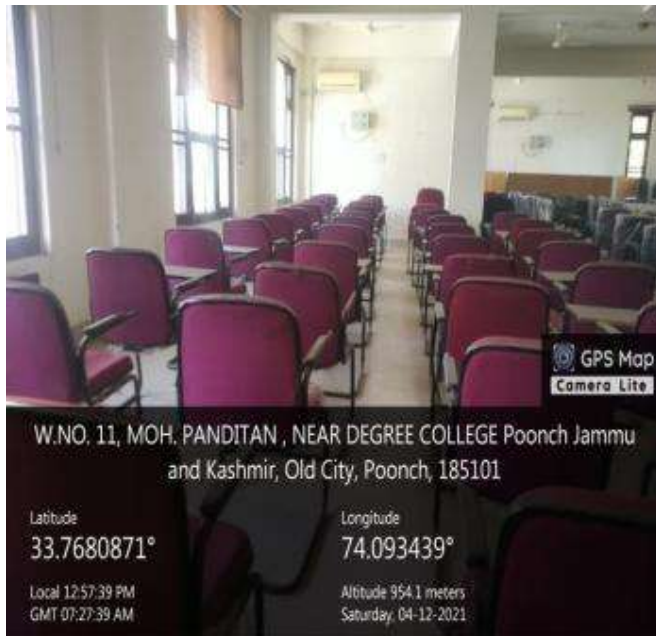 GPS Map
Camera Lite
W.NO. 11, MOH. PANDITAN , NEAR DEGREE COLLEGE Poonch Jammu
and Kashmir, Old City, Poonch, 185101
Latitude
33.7680871°
Longitude
74.093439°
Local 12:57:39 PM
GMT 07:27:39 AM
Altitude 954.1 meters
Saturday, 04-12-2021